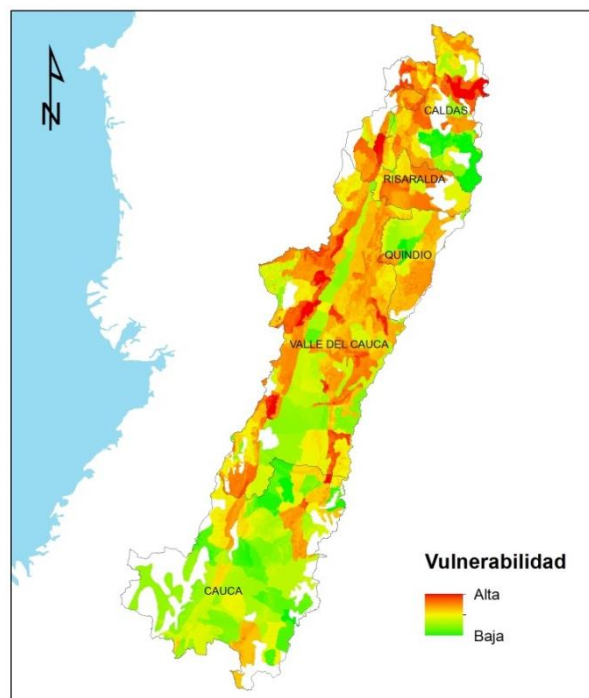 N
CALDAS
RISARALDA
QUINDIO
VALLE DEL CAUCA
CAUCA
Vulnerabilidad
Alta
Baja